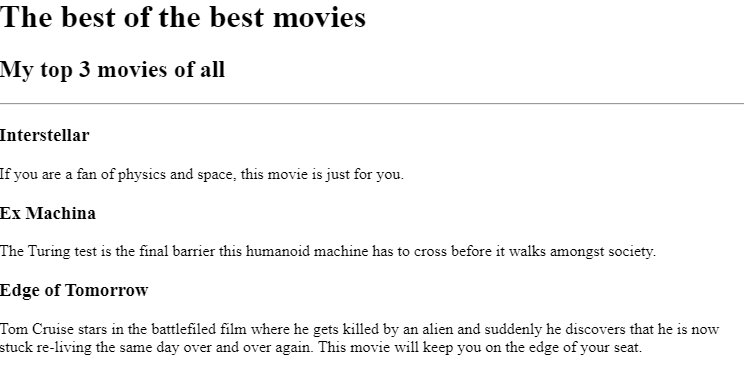 The best of the best movies
My top 3 movies of all
Interstellar
If you are a fan of physics and space, this movie is just for you.
Ex Machina
The Turing test is the final barrier this humanoid machine has to cross before it walks amongst society.
Edge of Tomorrow
Tom Cruise stars in the battlefiled film where he gets killed by an alien and suddenly he discovers that he is now
stuck re-living the same day over and over again. This movie will keep you on the edge of your seat.